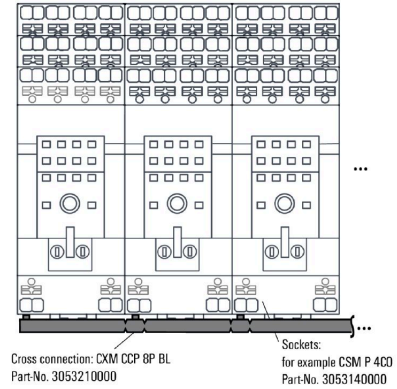 ...
...
Cross connection: CXM CCP 8P BL
Part-No. 3053210000
Sockets:
for example CSM P 4CO
Part-No. 3053140000